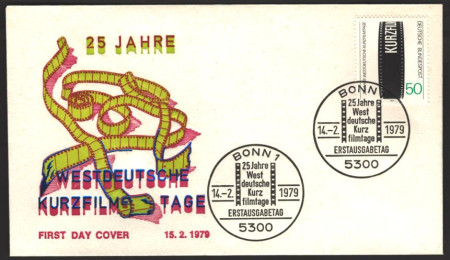 25 JAHRE
WESTDEUTSCHE
KURZFILM TAGE
FIRST DAY COVER 15. 2. 1979
KURZFIL
DEUTSCHE BUNDESPOST
50
BONN 1
25 Jahre
West
deutsche
Kurz
filmtage
14.-2. 1979
ERSTAUSGABETAG
5300
BONN 1
25 Jahre
West
deutsche
Kurz
filmtage
14.-2. 1979
ERSTAUSGABETAG
5300